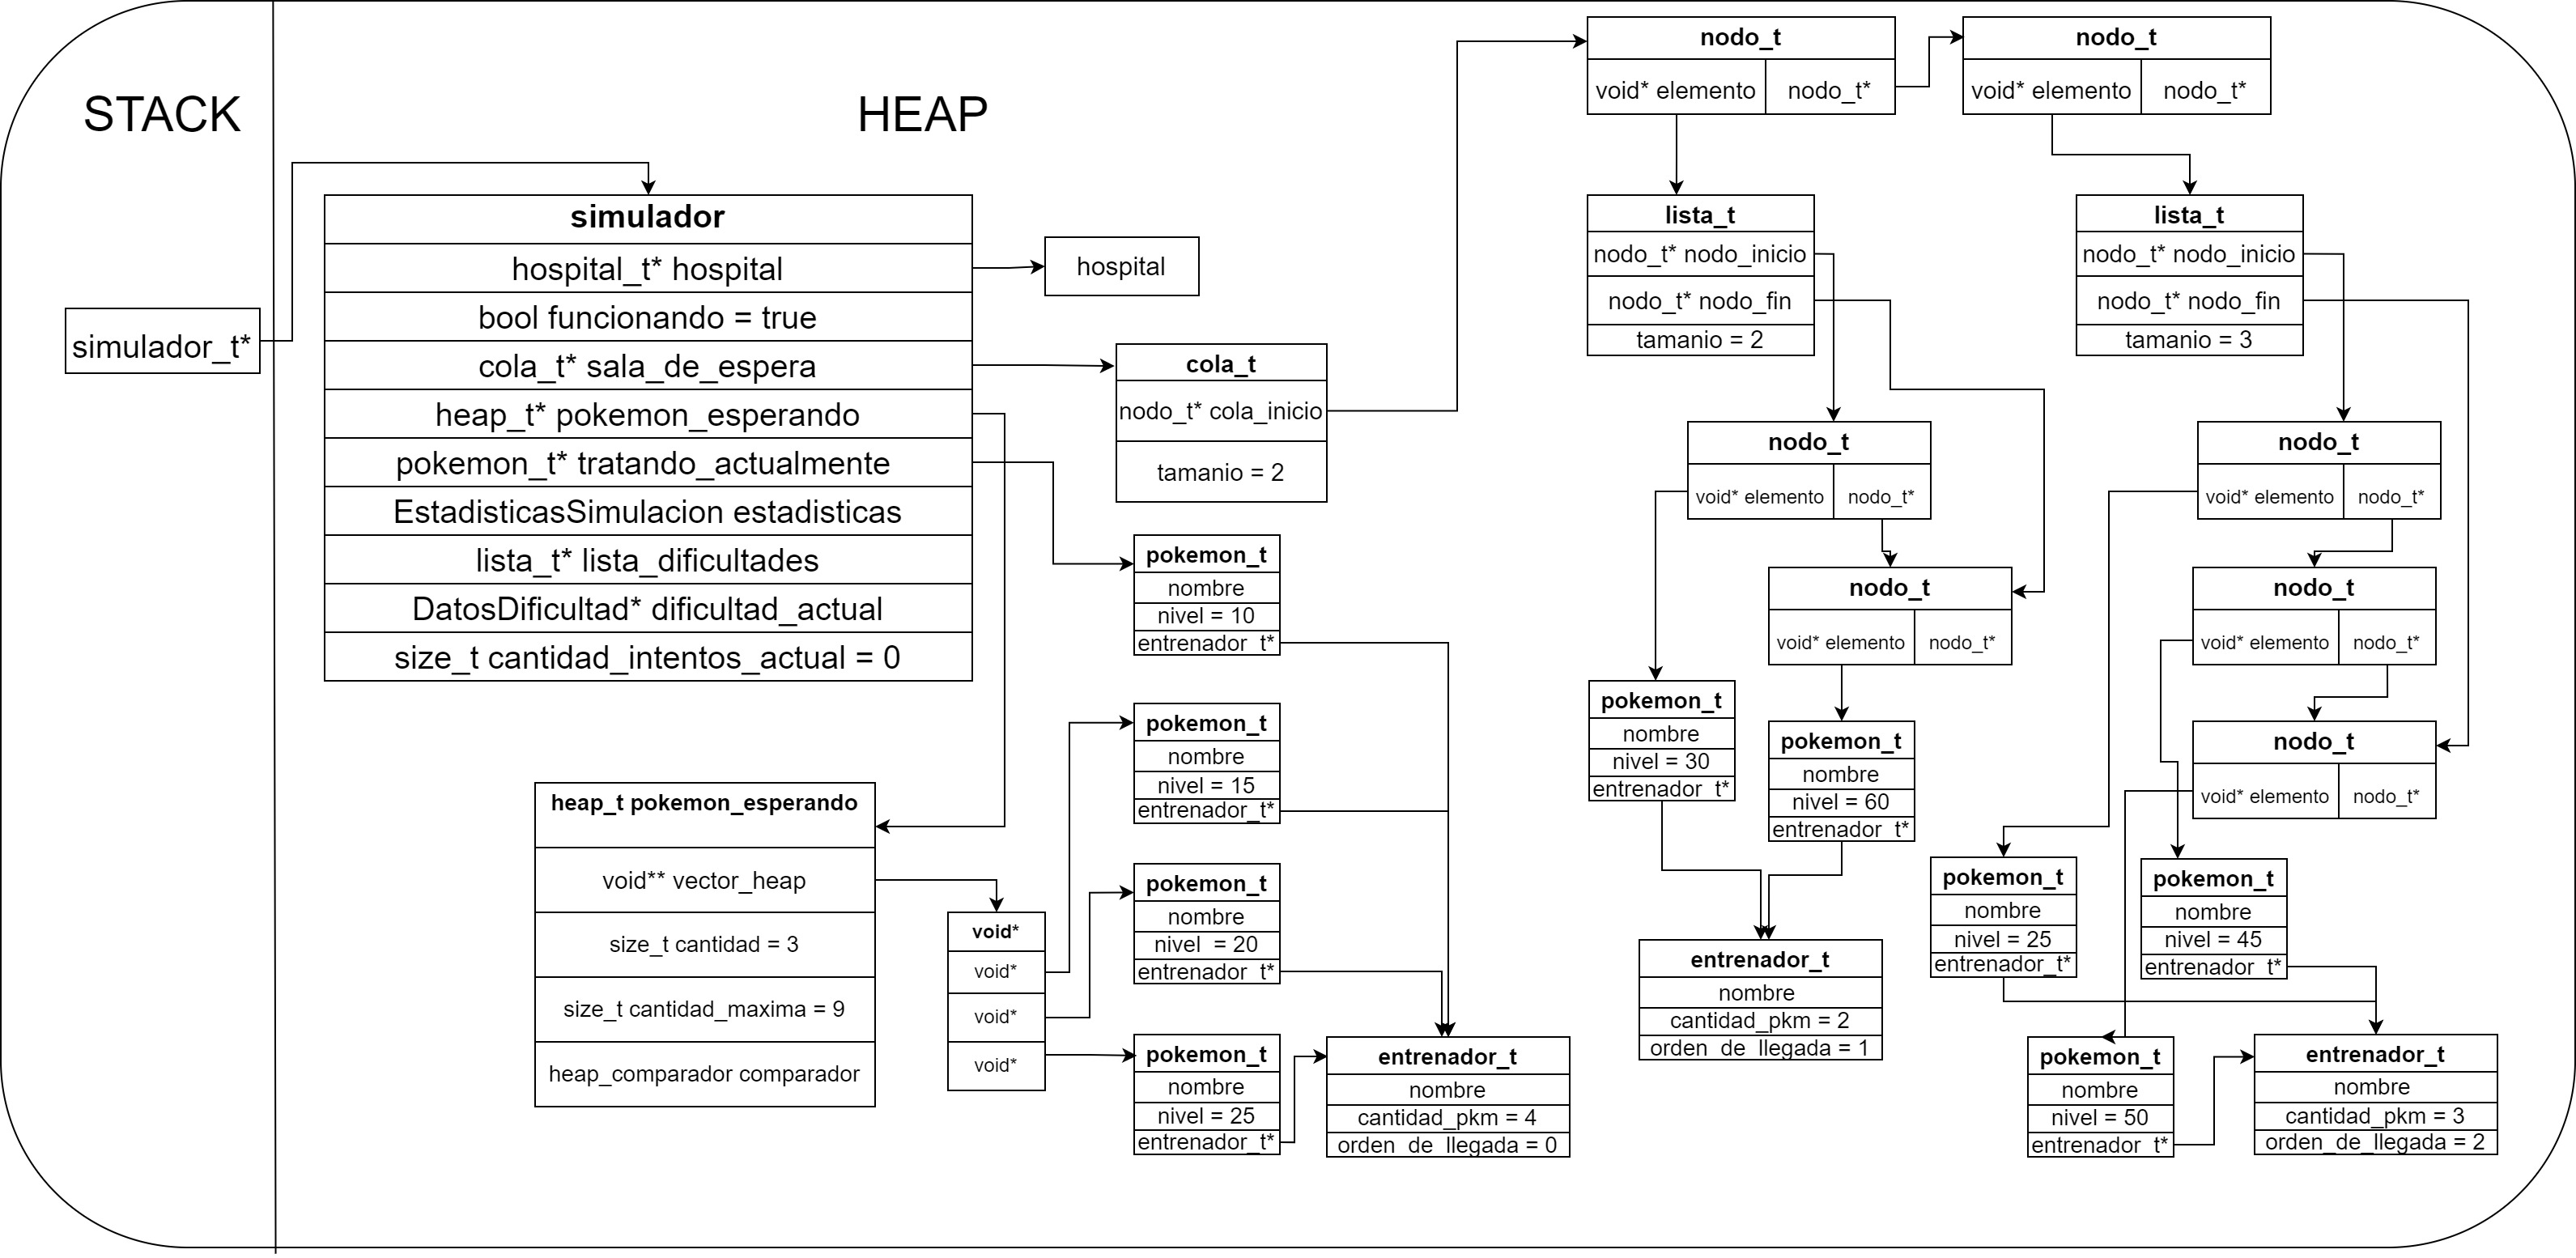 STACK
HEAP
simulador_t*
simulador
hospital_t* hospital
bool funcionando = true
cola_t* sala_de_espera
heap_t* pokemon_esperando
pokemon_t* tratando_actualmente
EstadisticasSimulacion estadisticas
lista_t* lista_dificultades
DatosDificultad* dificultad_actual
size_t cantidad_intentos_actual = 0
hospital
cola_t
nodo_t* cola_inicio
tamanio = 2
pokemon_t
nombre
nivel = 10
entrenador_t*
pokemon_t
nombre
nivel = 15
entrenador_t*
pokemon_t
nombre
nivel = 20
entrenador_t*
pokemon_t
nombre
nivel = 25
entrenador_t*
heap_t pokemon_esperando
void** vector_heap
size_t cantidad = 3
size_t cantidad_maxima = 9
heap_comparador comparador
void*
void*
void*
void*
entrenador_t
nombre
cantidad_pkm = 4
orden_de_llegada = 0
nodo_t
void* elemento
nodo_t*
nodo_t
void* elemento
nodo_t*
lista_t
nodo_t* nodo_inicio
nodo_t* nodo_fin
tamanio = 2
lista_t
nodo_t* nodo_inicio
nodo_t* nodo_fin
tamanio = 3
nodo_t
void* elemento
nodo_t*
nodo_t
void* elemento
nodo_t*
pokemon_t
nombre
nivel = 30
entrenador_t*
pokemon_t
nombre
nivel = 60
entrenador_t*
entrenador_t
nombre
cantidad_pkm = 2
orden_de_llegada = 1
nodo_t
void* elemento
nodo_t*
nodo_t
void* elemento
nodo_t*
nodo_t
void* elemento
nodo_t*
pokemon_t
nombre
nivel = 25
entrenador_t*
pokemon_t
nombre
nivel = 45
entrenador_t*
pokemon_t
nombre
nivel = 50
entrenador_t*
entrenador_t
nombre
cantidad_pkm = 3
orden_de_llegada = 2